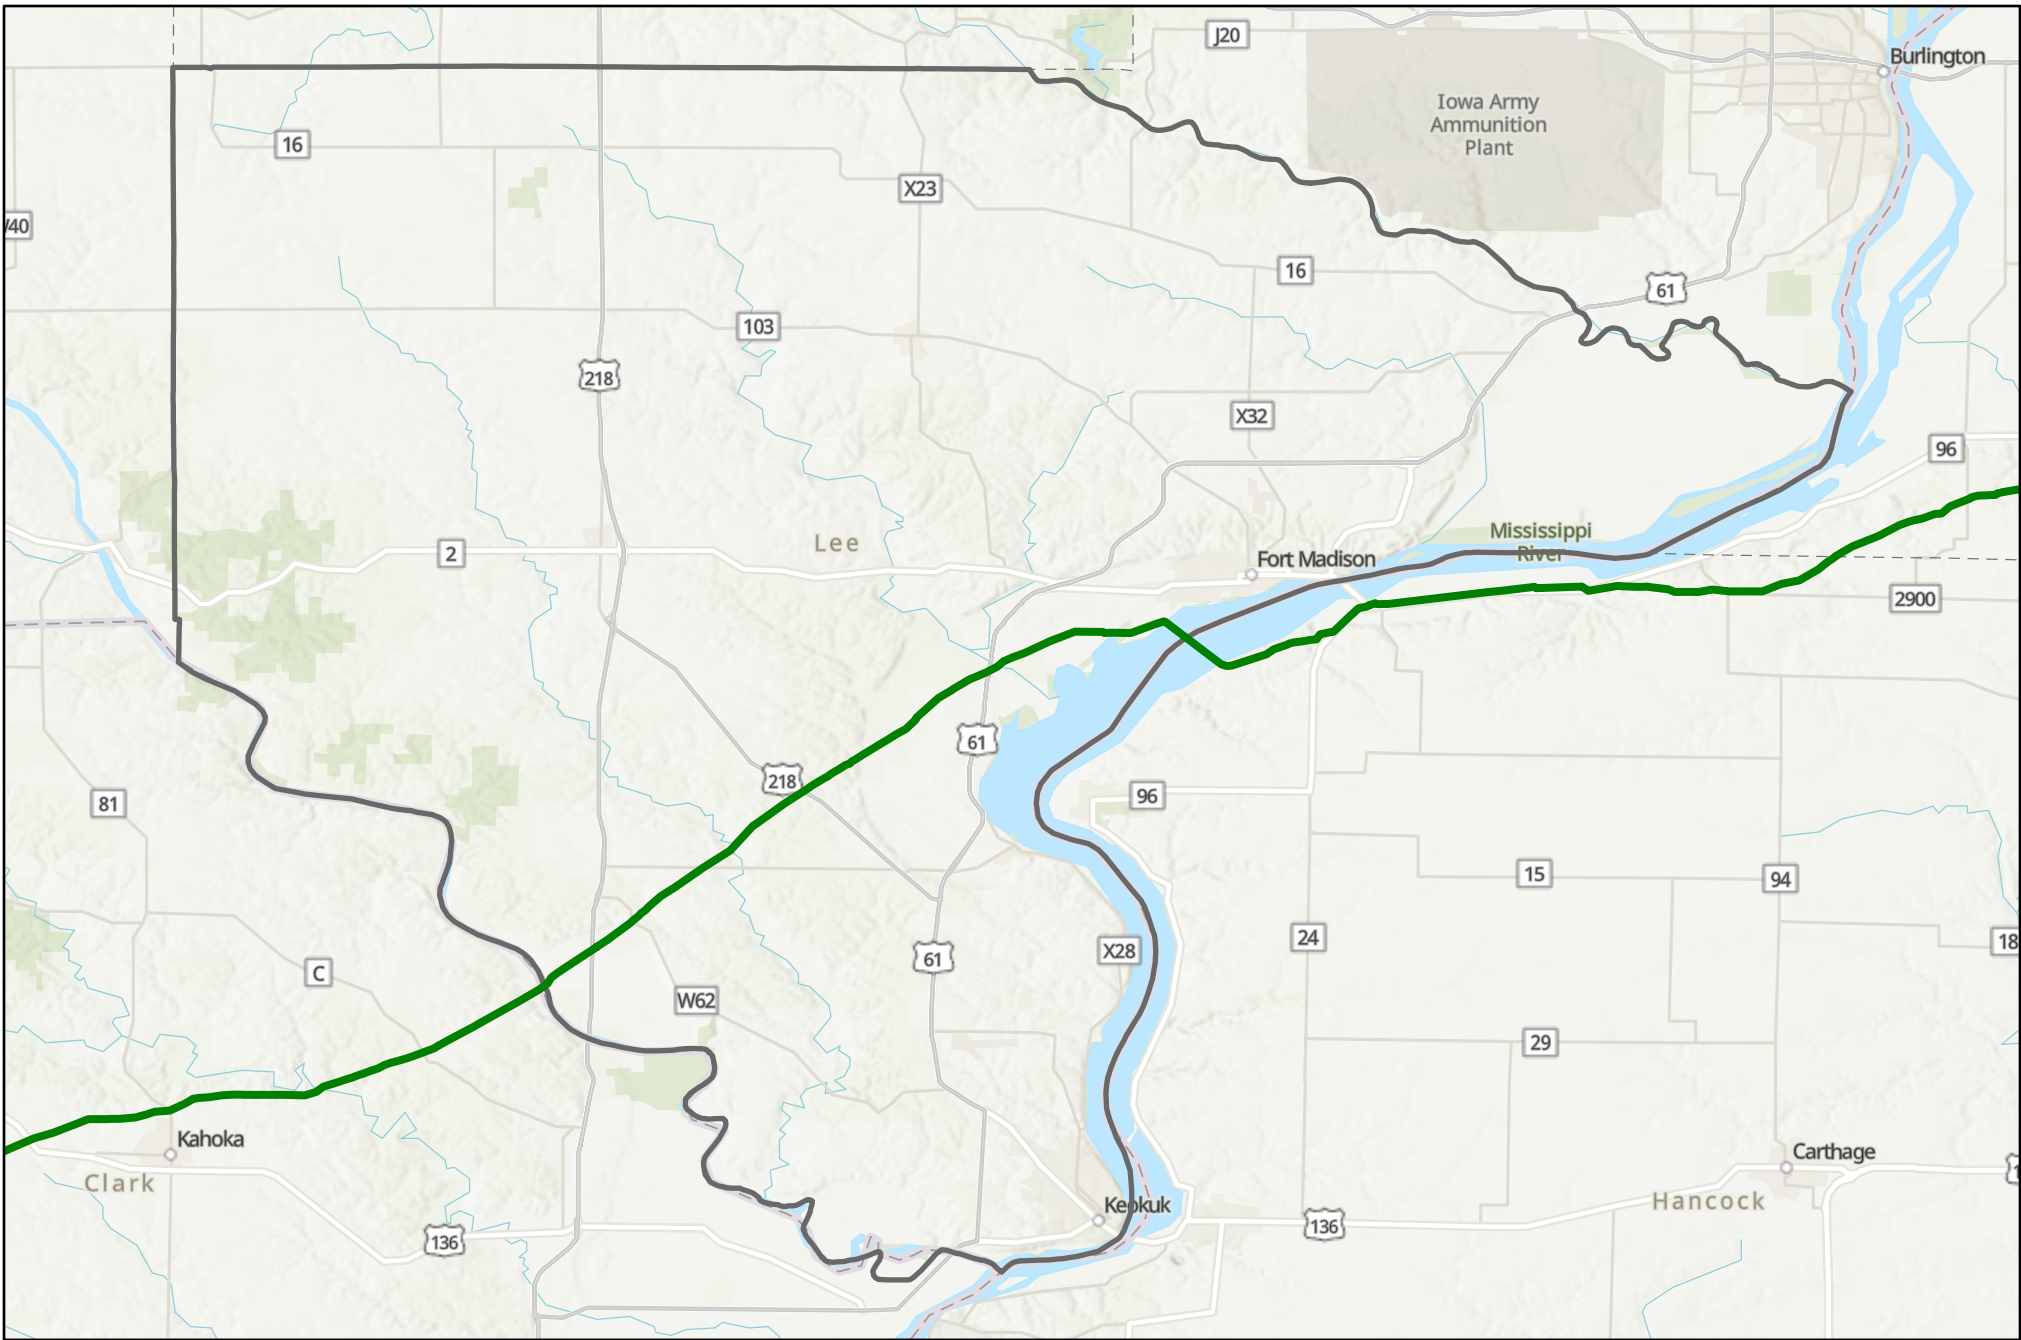 J20
Burlington
Iowa Army
Ammunition
Plant
16
X23
/40
16
61
103
218
X32
96
2
Lee
Mississippi
River
Fort Madison
2900
61
218
81
96
15
94
24
X28
18
61
C
W62
29
Kahoka
Carthage
Clark
Hancock
Keokuk
136
136
1